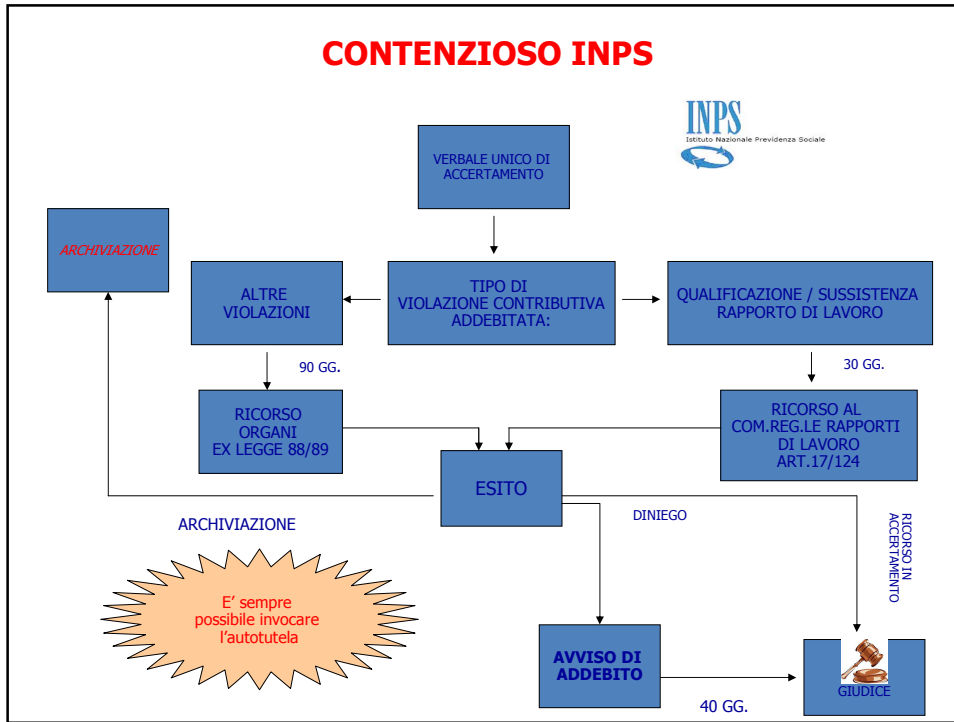 CONTENZIOSO INPS
INPS
Istituto Nazionale Previdenza Sociale
VERBALE UNICO DI
ACCERTAMENTO
ARCHIVIAZIONE
ALTRE
VIOLAZIONI
TIPO DI
VIOLAZIONE CONTRIBUTIVA
ADDEBITATA:
QUALIFICAZIONE / SUSSISTENZA
RAPPORTO DI LAVORO
90 GG.
30 GG.
RICORSO
ORGANI
EX LEGGE 88/89
RICORSO AL
COM.REG.LE RAPPORTI
DI LAVORO
ART.17/124
ESITO
ARCHIVIAZIONE
DINIEGO
RICORSO IN
ACCERTAMENTO
E' sempre
possibile invocare
l'autotutela
AVVISO DI
ADDEBITO
40 GG.
GIUDICE